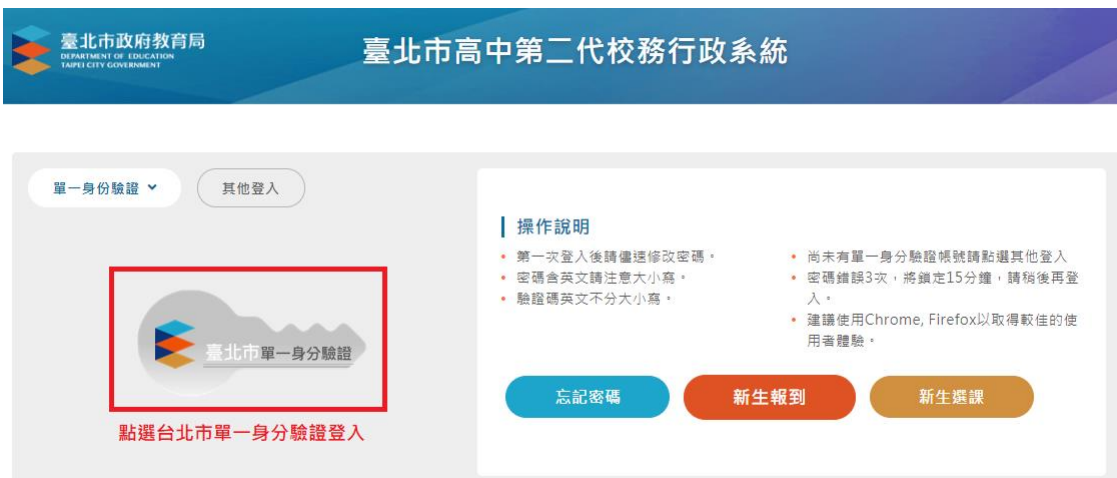 臺北市政府教育局
DEPARTMENT OF EDUCATION
TAIPEI CITY GOVERNMENT
臺北市高中第二代校務行政系統
單一身份驗證
其他登入
臺北市單一身分驗證
點選台北市單一身分驗證登入
操作說明
第一次登入後請儘速修改密碼。
密碼含英文請注意大小寫。
驗證碼英文不分大小寫。
尚未有單一身分驗證帳號請點選其他登入
密碼錯誤3次，將鎖定15分鐘，請稍後再登
入。
建議使用Chrome, Firefox以取得較佳的使
用者體驗。
忘記密碼
新生報到
新生選課